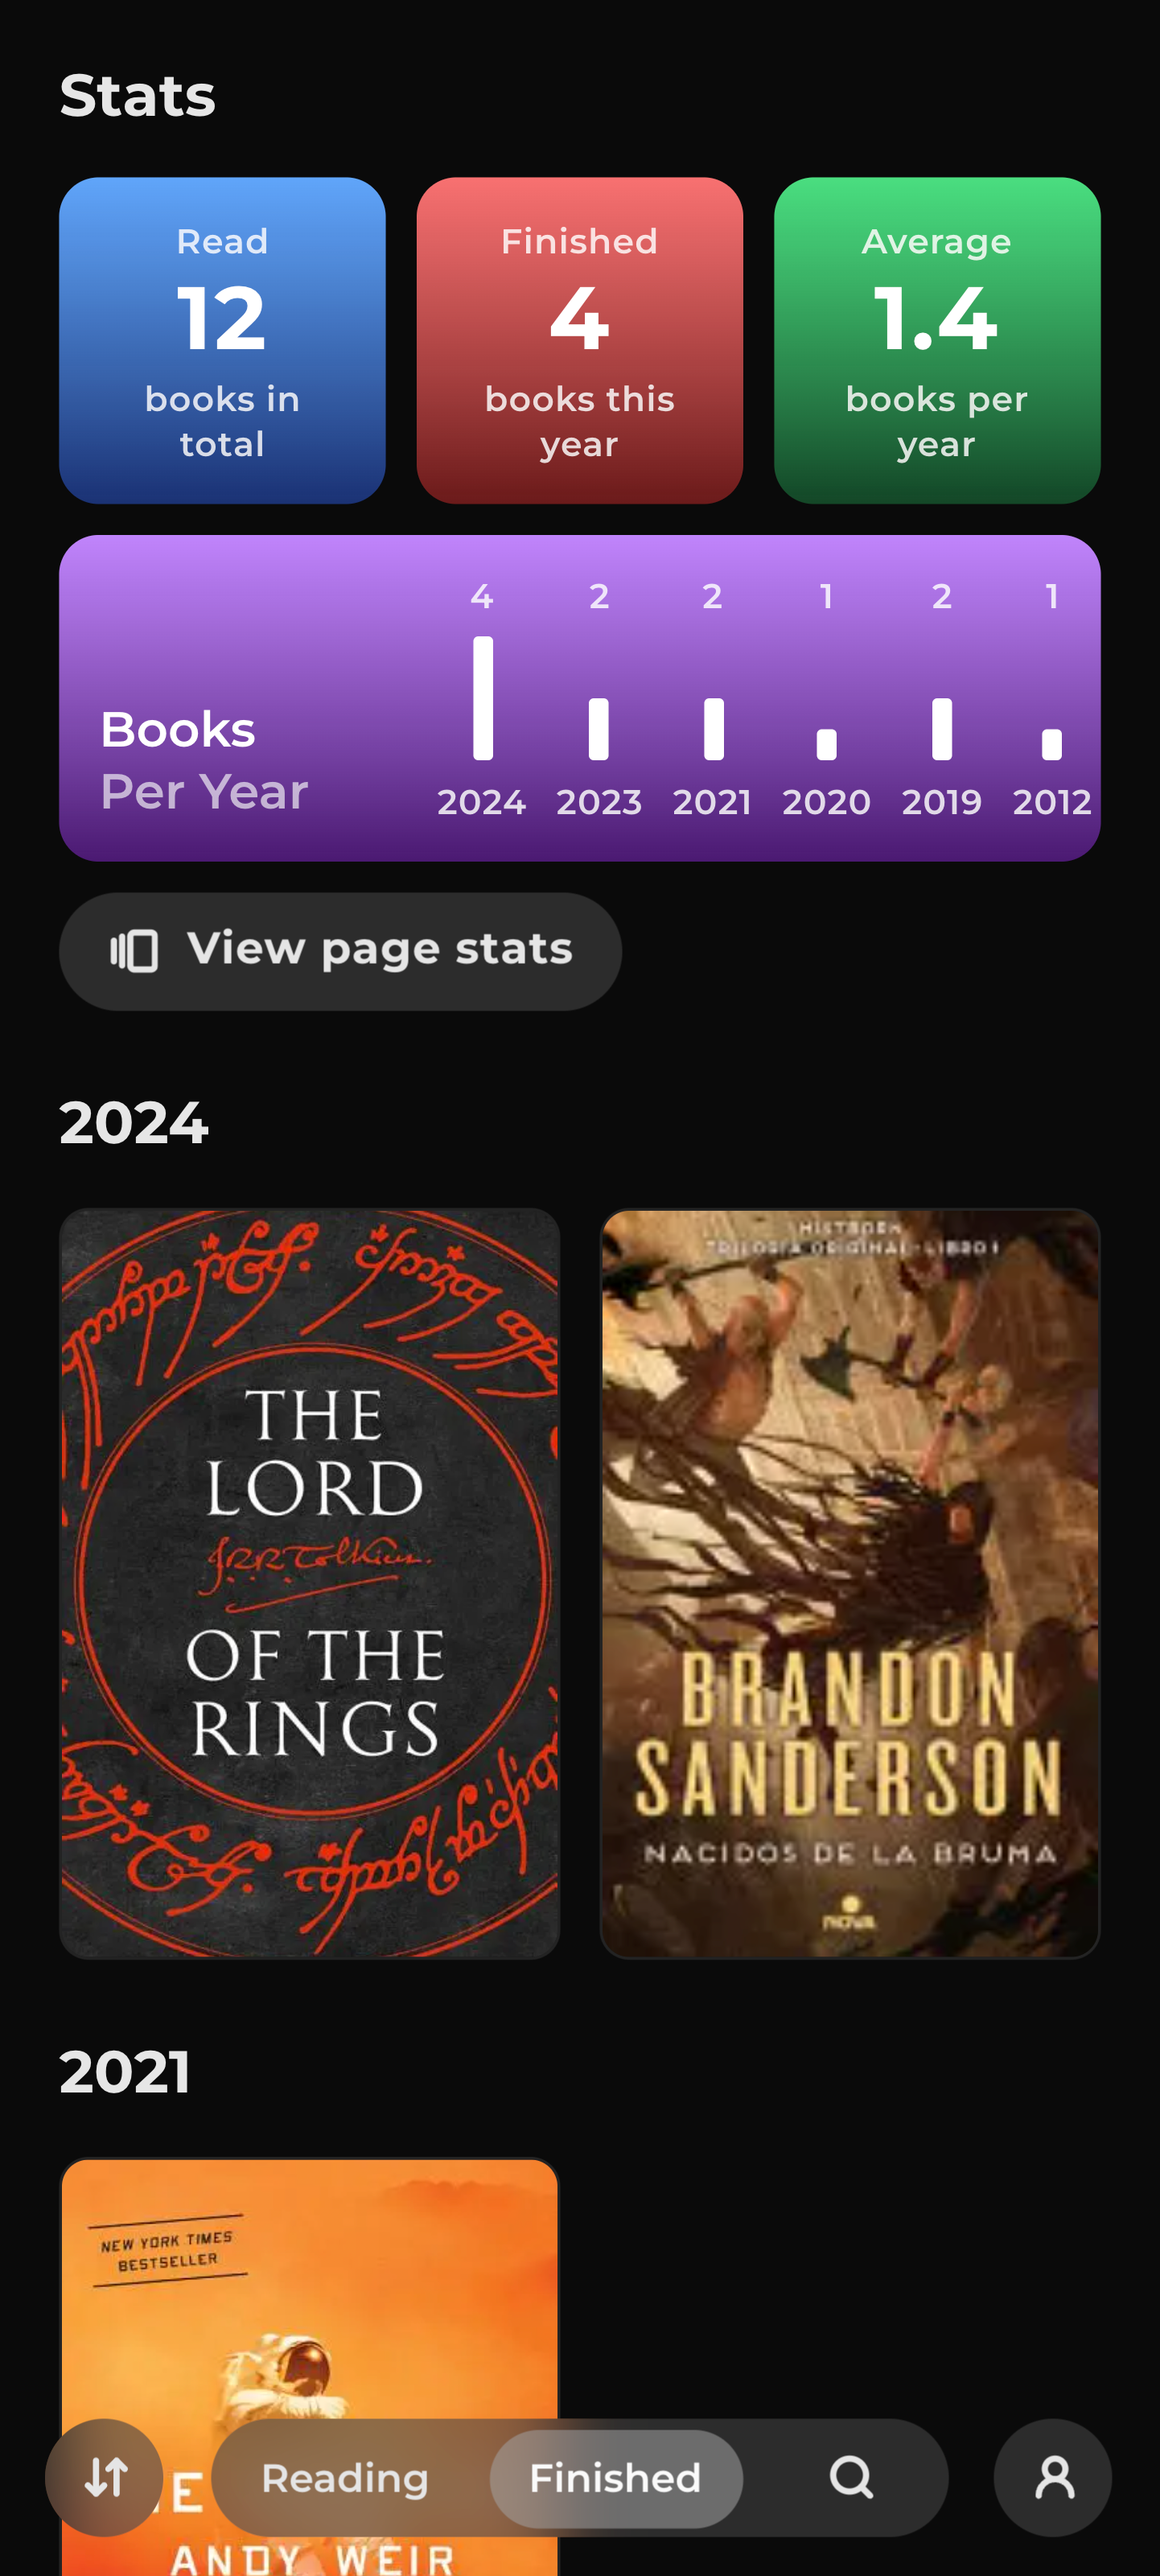 Stats
Read
12
books in
total
Finished
4
books this
year
Average
1.4
books per
year
4 2 2 1 2 1
Books
Per Year
2024 2023 2021 2020 2019 2012
View page stats
2024
THE
LORD
J.R.R. Tolkien
OF THE
RINGS
MISTBORN
TRILOGÍA ORIGINAL - LIBRO I
BRANDON
SANDERSON
NACIDOS DE LA BRUMA
nova
2021
NEW YORK TIMES
BESTSELLER
E
ANDY WEIR
Reading
Finished